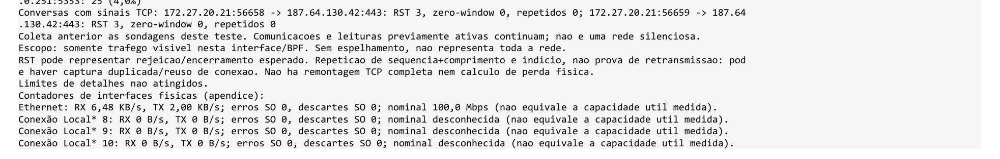 .0.251:5353: 25 (4,0%)
Conversas com sinais TCP: 172.27.20.21:56658 -> 187.64.130.42:443: RST 3, zero-window 0, repetidos 0; 172.27.20.21:56659 -> 187.64
.130.42:443: RST 3, zero-window 0, repetidos 0
Coleta anterior as sondagens deste teste. Comunicacoes e leituras previamente ativas continuam; nao e uma rede silenciosa.
Escopo: somente trafego visivel nesta interface/BPF. Sem espelhamento, nao representa toda a rede.
RST pode representar rejeicao/encerramento esperado. Repeticao de sequencia+comprimento e indicio, nao prova de retransmissao: pod
e haver captura duplicada/reuso de conexao. Nao ha remontagem TCP completa nem calculo de perda fisica.
Limites de detalhes nao atingidos.
Contadores de interfaces fisicas (apendice):
Ethernet: RX 6,48 KB/s, TX 2,00 KB/s; erros SO 0, descartes SO 0; nominal 100,0 Mbps (nao equivale a capacidade util medida).
Conexão Local* 8: RX 0 B/s, TX 0 B/s; erros SO 0, descartes SO 0; nominal desconhecida (nao equivale a capacidade util medida).
Conexão Local* 9: RX 0 B/s, TX 0 B/s; erros SO 0, descartes SO 0; nominal desconhecida (nao equivale a capacidade util medida).
Conexão Local* 10: RX 0 B/s, TX 0 B/s; erros SO 0, descartes SO 0; nominal desconhecida (nao equivale a capacidade util medida).